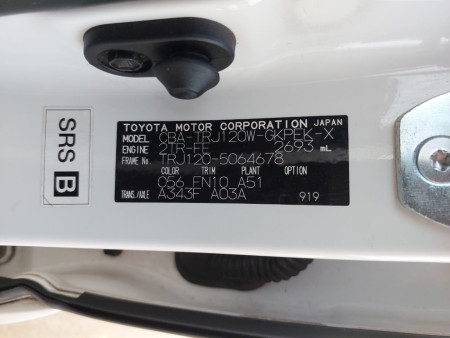 SRS B
TOYOTA MOTOR CORPORATION JAPAN
MODEL CBA-TRJ120W-GKPEK-X
ENGINE 2TR-FE 2693 mL
FRAME No. TRJ120-5064678
COLOR TRIM PLANT OPTION
056 FN10 A51
TRANS./AXLE A343F A03A 919